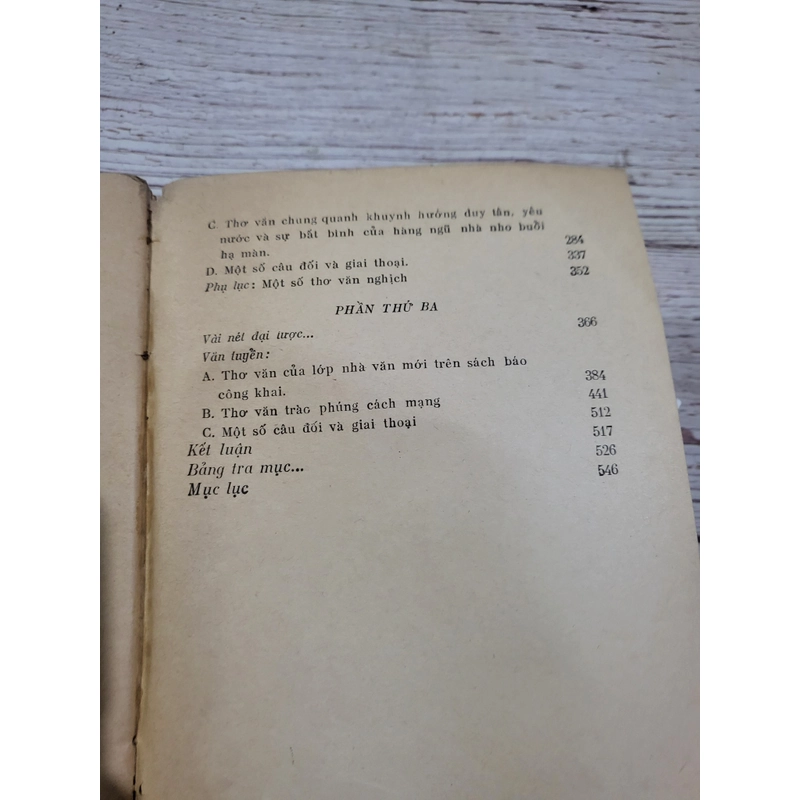 C. Thơ văn chung quanh khuynh hướng duy tân, yêu
nước và sự bất bình của hàng ngũ nhà nho buổi
hạ màn. 284
D. Một số câu đối và giai thoại. 337
Phụ lục: Một số thơ văn nghịch 352
PHẦN THỨ BA
Vài nét đại lược... 366
Văn tuyển:
A. Thơ văn của lớp nhà văn mới trên sách báo
công khai. 384
B. Thơ văn trào phúng cách mạng 441
C. Một số câu đối và giai thoại 512
Kết luận 517
Bảng tra mục... 526
Mục lục 546